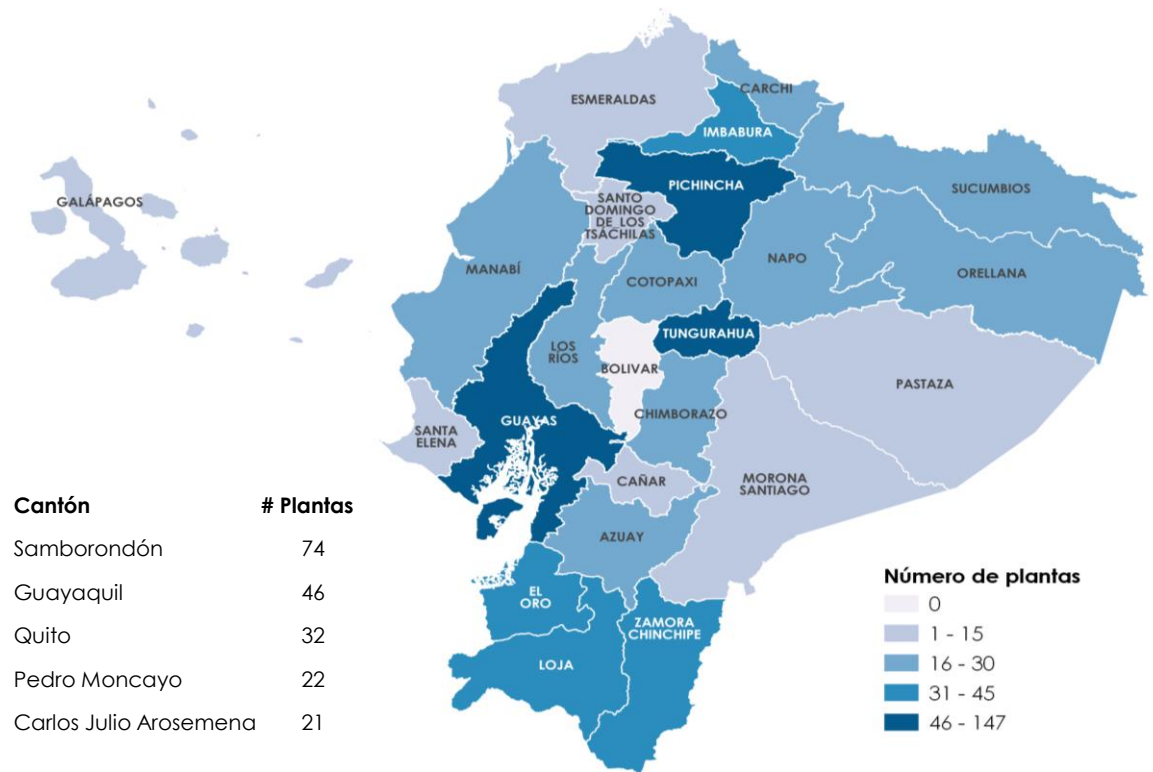 ESMERALDAS
CARCHI
IMBABURA
PICHINCHA
SUCUMBIOS
GALÁPAGOS
SANTO
DOMINGO
DE LOS
TSÁCHILAS
MANABÍ
COTOPAXI
NAPO
ORELLANA
TUNGURAHUA
LOS
RÍOS
BOLIVAR
PASTAZA
CHIMBORAZO
GUAYAS
SANTA
ELENA
CAÑAR
MORONA
SANTIAGO
AZUAY
EL
ORO
ZAMORA
CHINCHIPE
LOJA
Cantón # Plantas
Samborondón 74
Guayaquil 46
Quito 32
Pedro Moncayo 22
Carlos Julio Arosemena 21
Número de plantas
0
1 - 15
16 - 30
31 - 45
46 - 147